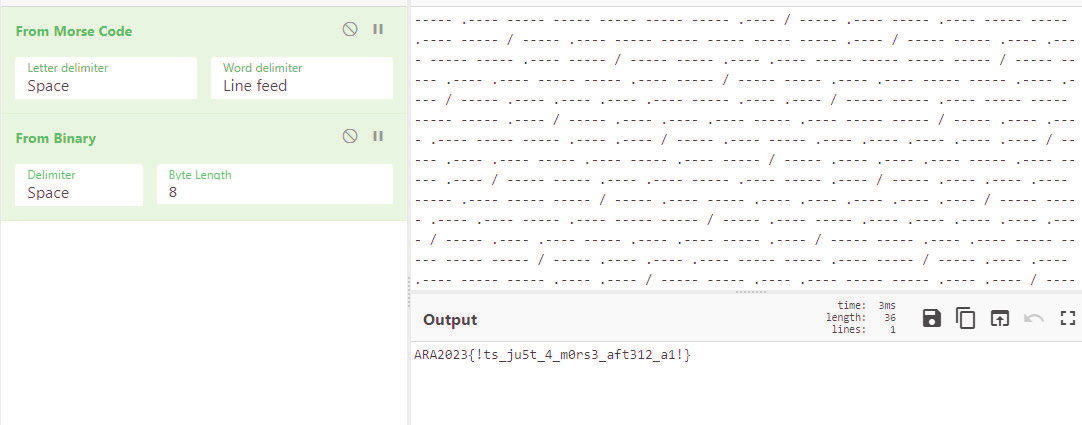 From Morse Code
Letter delimiter
Space
Word delimiter
Line feed
From Binary
Delimiter
Space
Byte Length
8
----- .---- ----- ----- ----- ----- ----- .---- / ----- .---- ----- .---- ----- -----
.---- ----- / ----- .---- ----- ----- ----- ----- ----- .---- / ----- ----- .---- .---
- ----- ----- .---- ----- / ----- ----- .---- .---- ----- ----- ----- ----- / ----- --
--- .---- .---- ----- ----- .---- ----- / ----- ----- .---- .---- ----- ----- .---- .-
--- / ----- .---- .---- .---- .---- ----- .---- .---- / ----- ----- .---- ----- -----
----- ----- .---- / ----- .---- .---- .---- ----- .---- ----- ----- / ----- .---- .---
- .---- ----- ----- .---- .---- / ----- .---- ----- .---- .---- .---- .---- .---- / --
--- .---- .---- ----- .---- ----- .---- ----- / ----- .---- .---- .---- ----- .---- --
--- .---- / ----- ----- .---- .---- ----- .---- ----- .---- / ----- .---- .---- .----
----- .---- ----- ----- / ----- .---- ----- .---- .---- .---- .---- .---- / ----- ----
- .---- .---- ----- .---- ----- ----- / ----- .---- ----- .---- .---- .---- .---- .---
- / ----- .---- .---- ----- .---- .---- ----- .---- / ----- ----- .---- .---- ----- --
--- ----- ----- / ----- .---- .---- .---- ----- ----- .---- ----- / ----- .---- .----
.---- ----- ----- .---- .---- / ----- ----- .---- .---- ----- ----- .---- .---- / ----
Output
time: 3ms
length: 36
lines: 1
ARA2023{!ts_ju5t_4_m0rs3_aft312_a1!}